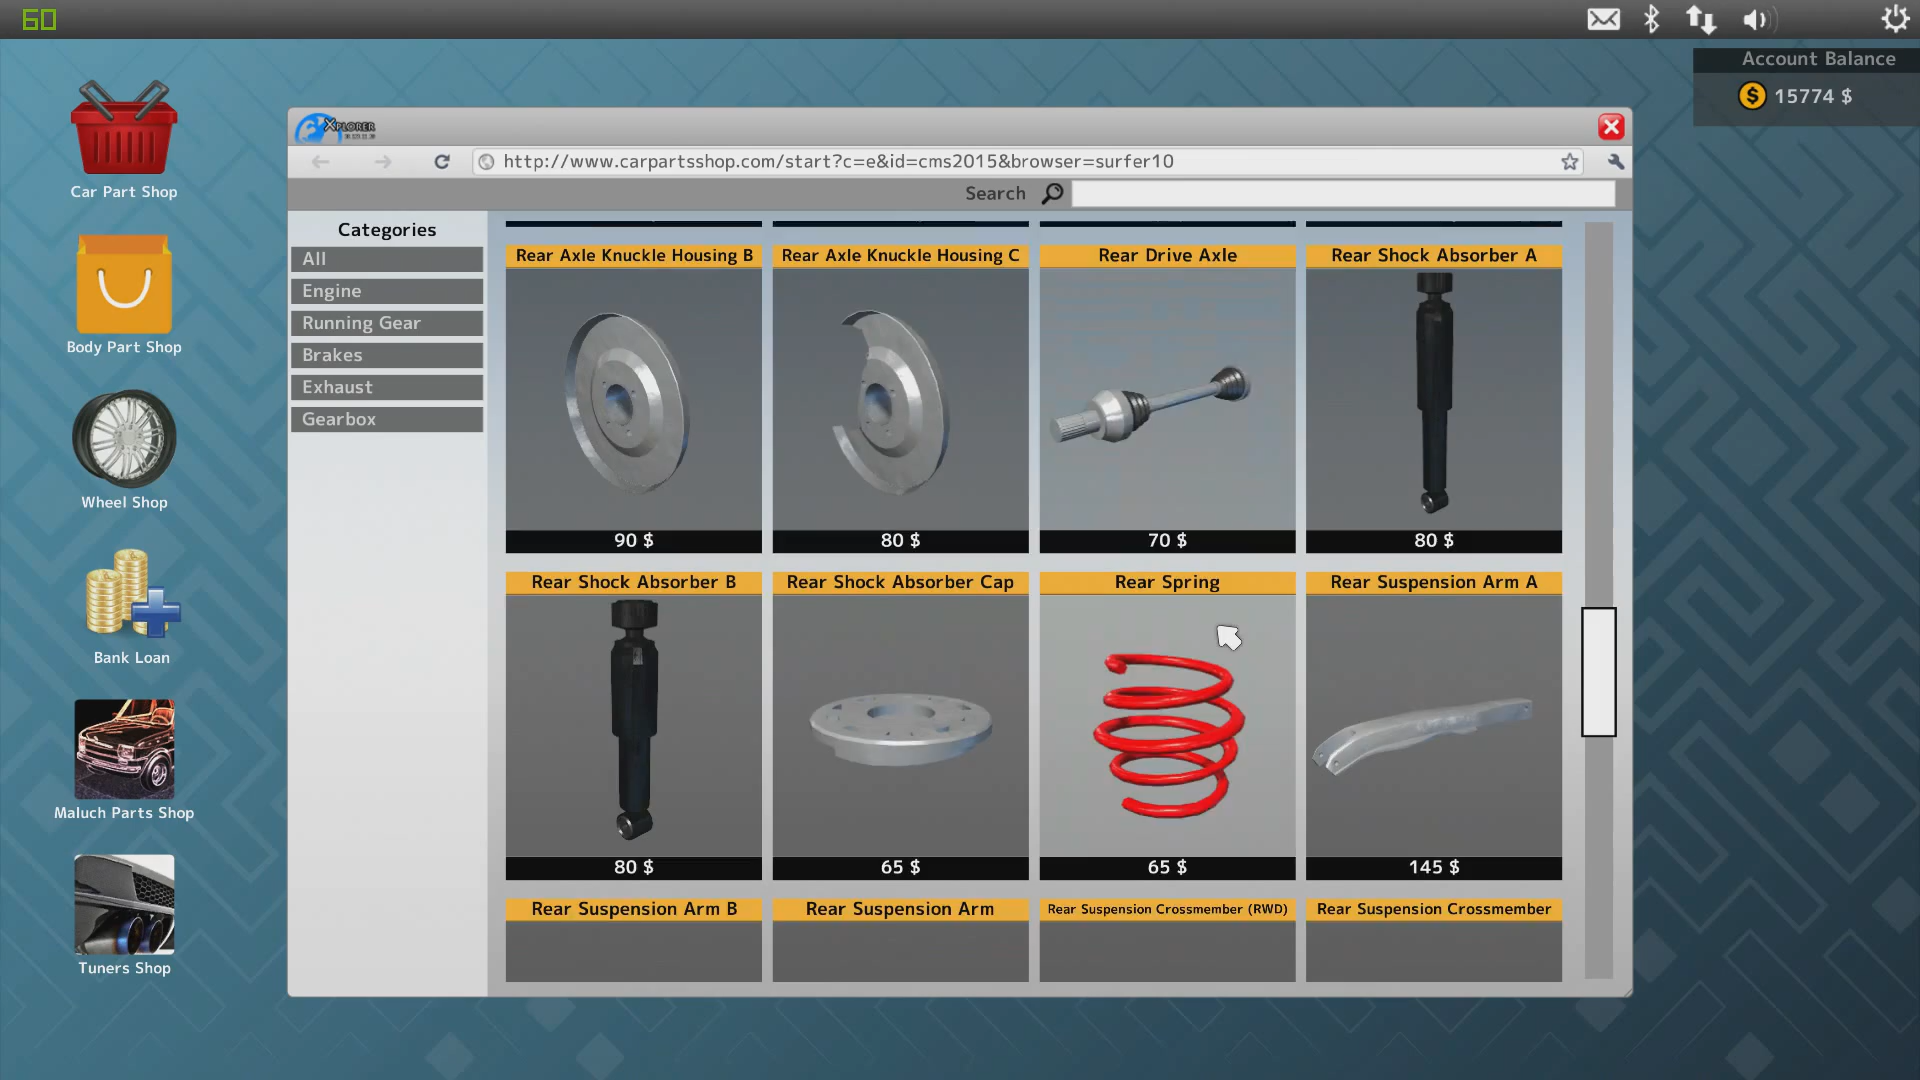 60
Account Balance
15774 $
Car Part Shop
Body Part Shop
Wheel Shop
Bank Loan
Maluch Parts Shop
Tuners Shop
XPLORER
http://www.carpartsshop.com/start?c=e&id=cms2015&browser=surfer10
Search
Categories
All
Engine
Running Gear
Brakes
Exhaust
Gearbox
Rear Axle Knuckle Housing B
Rear Axle Knuckle Housing C
Rear Drive Axle
Rear Shock Absorber A
90 $
80 $
70 $
80 $
Rear Shock Absorber B
Rear Shock Absorber Cap
Rear Spring
Rear Suspension Arm A
80 $
65 $
65 $
145 $
Rear Suspension Arm B
Rear Suspension Arm
Rear Suspension Crossmember (RWD)
Rear Suspension Crossmember